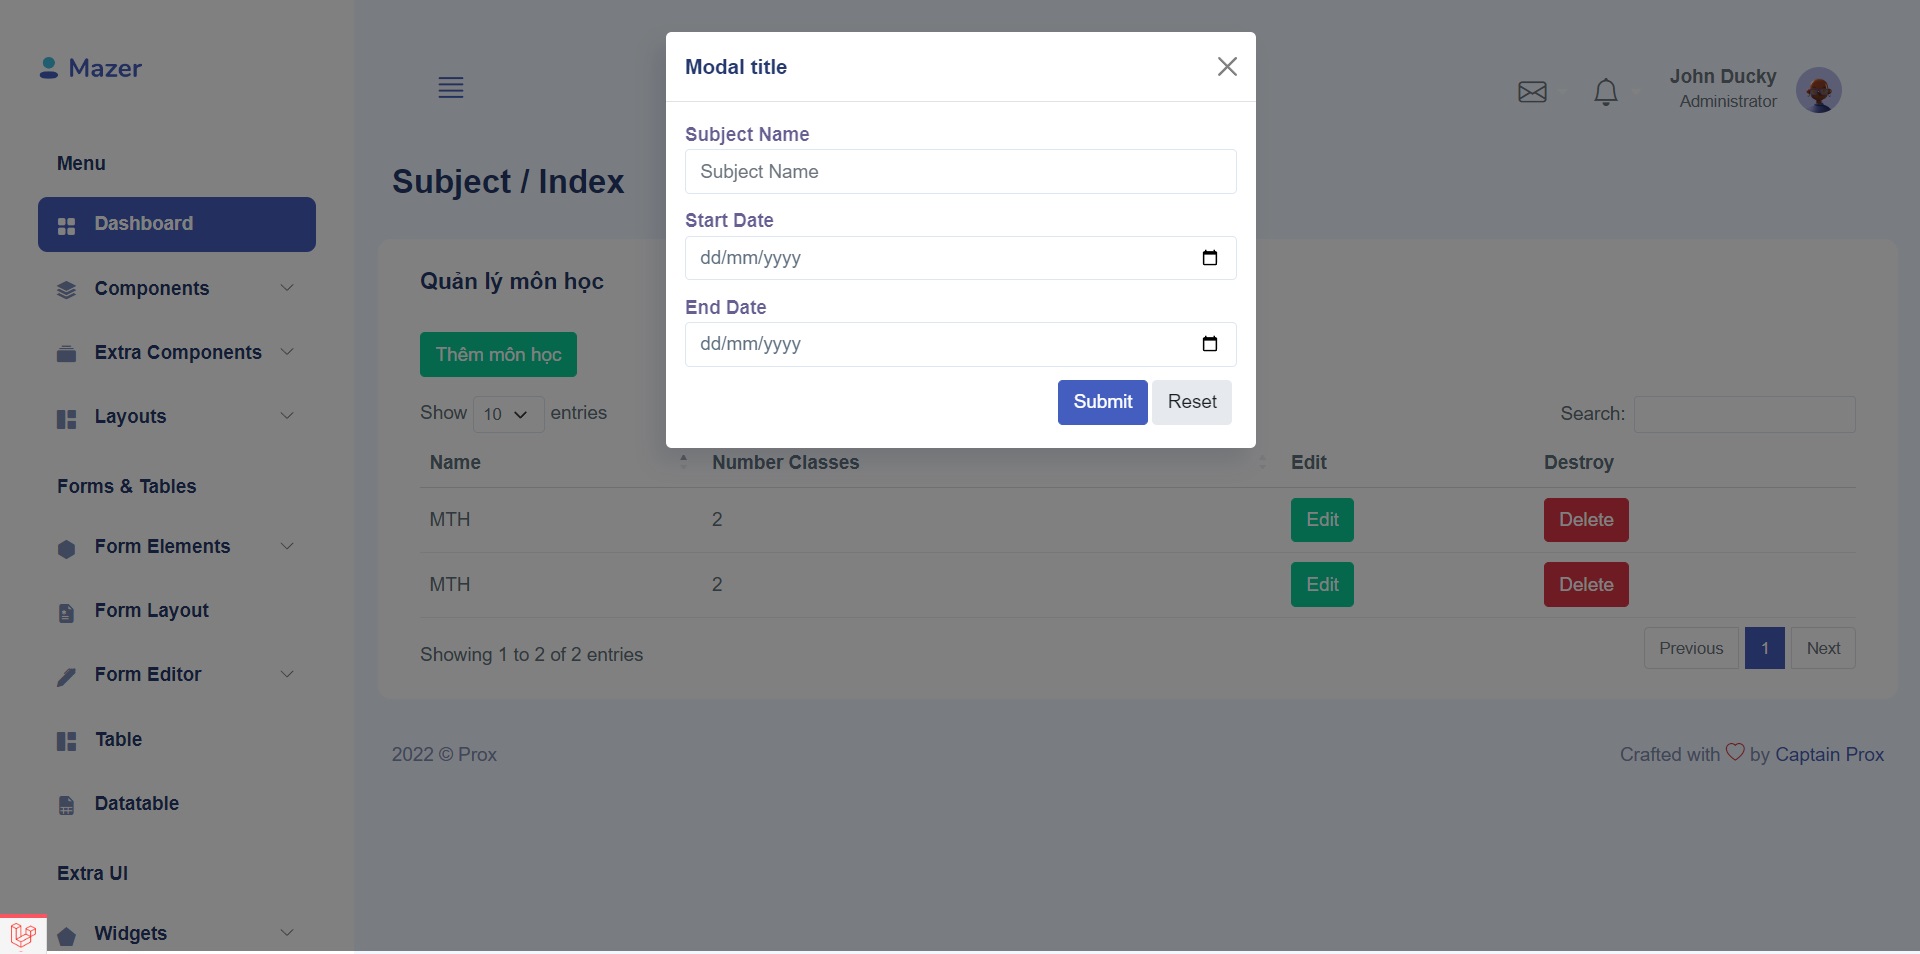 Mazer
Menu
Dashboard
Components
Extra Components
Layouts
Forms & Tables
Form Elements
Form Layout
Form Editor
Table
Datatable
Extra UI
Widgets
John Ducky
Administrator
Subject / Index
Quản lý môn học
Thêm môn học
Show 10 entries
Search:
Name Number Classes Edit Destroy
MTH 2 Edit Delete
MTH 2 Edit Delete
Showing 1 to 2 of 2 entries
Previous 1 Next
2022 © Prox
Crafted with by Captain Prox
Modal title
Subject Name
Subject Name
Start Date
dd/mm/yyyy
End Date
dd/mm/yyyy
Submit Reset